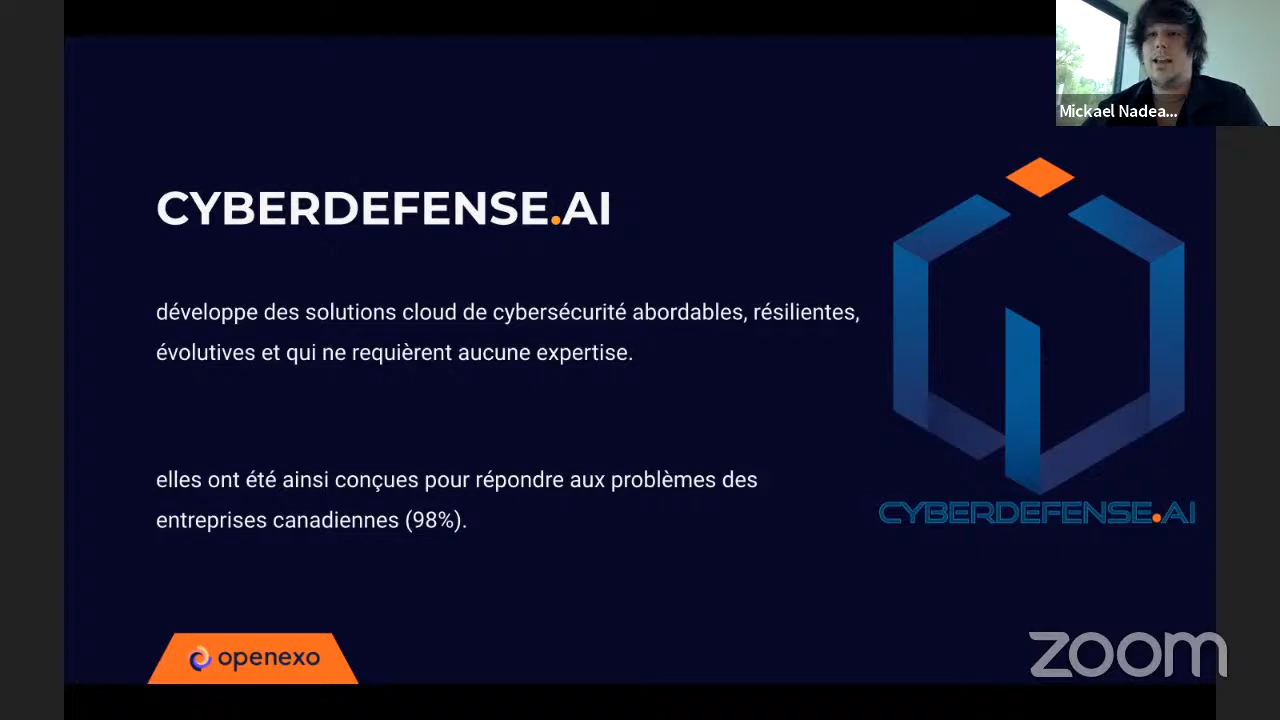 Mickael Nadea...
CYBERDEFENSE.AI
développe des solutions cloud de cybersécurité abordables, résilientes,
évolutives et qui ne requièrent aucune expertise.
elles ont été ainsi conçues pour répondre aux problèmes des
entreprises canadiennes (98%).
CYBERDEFENSE.AI
openexo
zoom